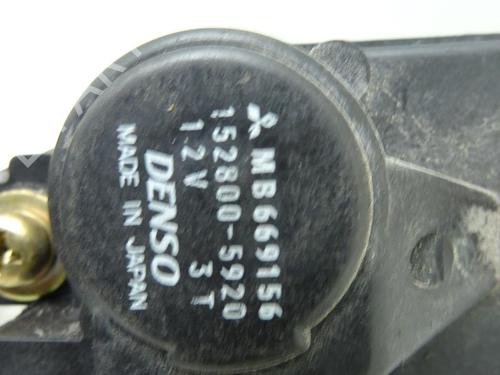 MB669156
152800-5920
12V 3T
DENSO
MADE IN JAPAN